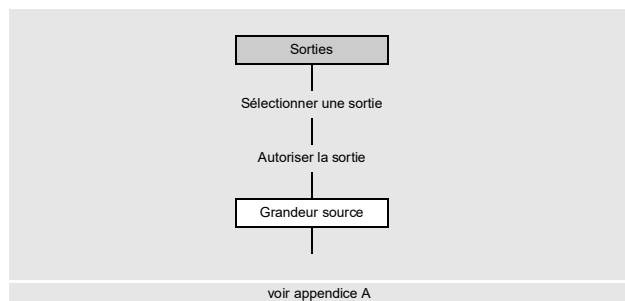 Sorties
Sélectionner une sortie
Autoriser la sortie
Grandeur source
voir appendice A